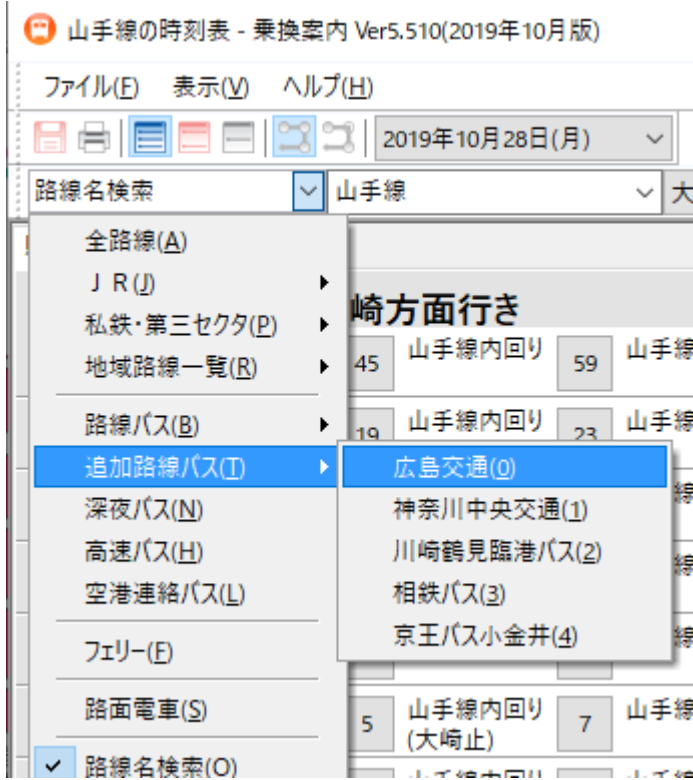 山手線の時刻表 - 乗換案内 Ver5.510(2019年10月版)
ファイル(F) 表示(V) ヘルプ(H)
2019年10月28日(月)
路線名検索 山手線 大
全路線(A)
ＪＲ(J)
私鉄・第三セクタ(P)
地域路線一覧(R)
路線バス(B)
追加路線バス(T)
深夜バス(N)
高速バス(H)
空港連絡バス(L)
フェリー(F)
路面電車(S)
路線名検索(O)
広島交通(0)
神奈川中央交通(1)
川崎鶴見臨港バス(2)
相鉄バス(3)
京王バス小金井(4)
崎方面行き
45 山手線内回り 59 山手線
19 山手線内回り 23 山手線
5 山手線内回り 7 山手線
(大崎止)